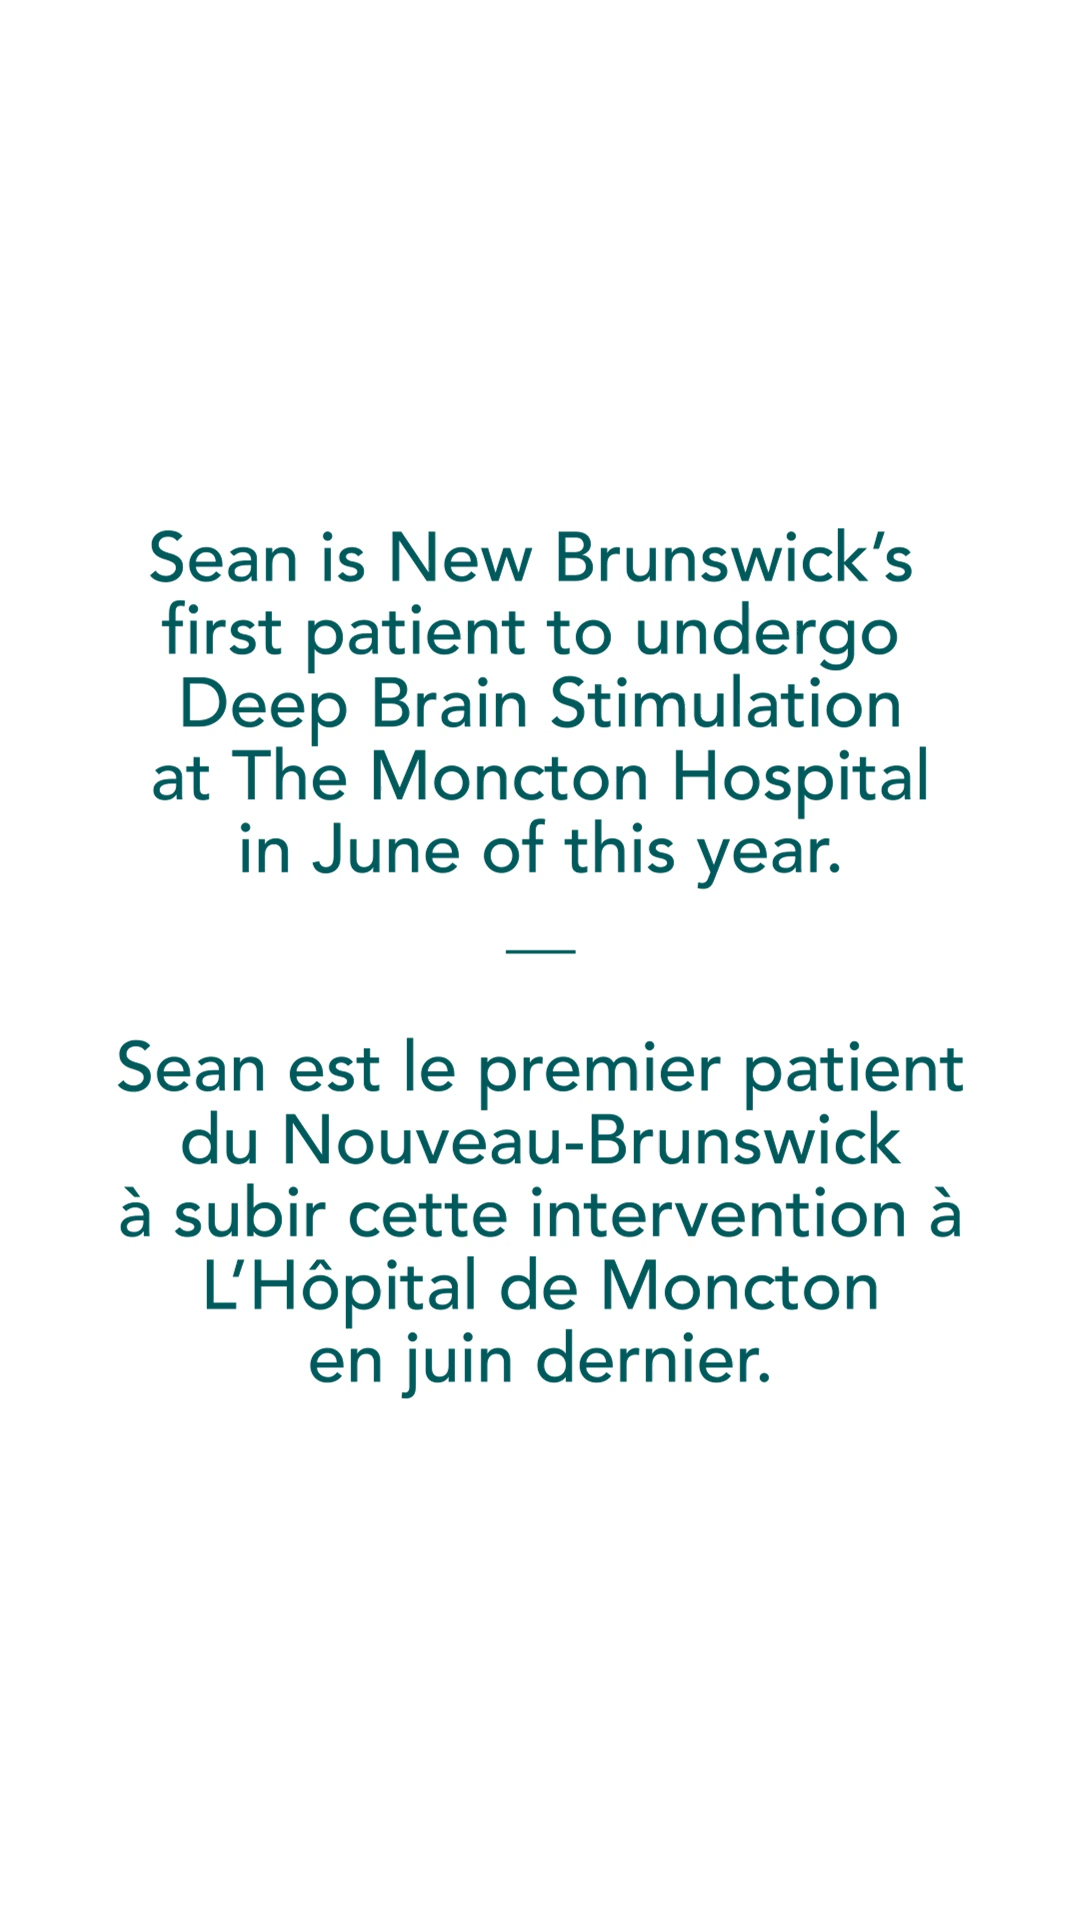 Sean is New Brunswick’s
first patient to undergo
Deep Brain Stimulation
at The Moncton Hospital
in June of this year.
Sean est le premier patient
du Nouveau-Brunswick
à subir cette intervention à
L’Hôpital de Moncton
en juin dernier.